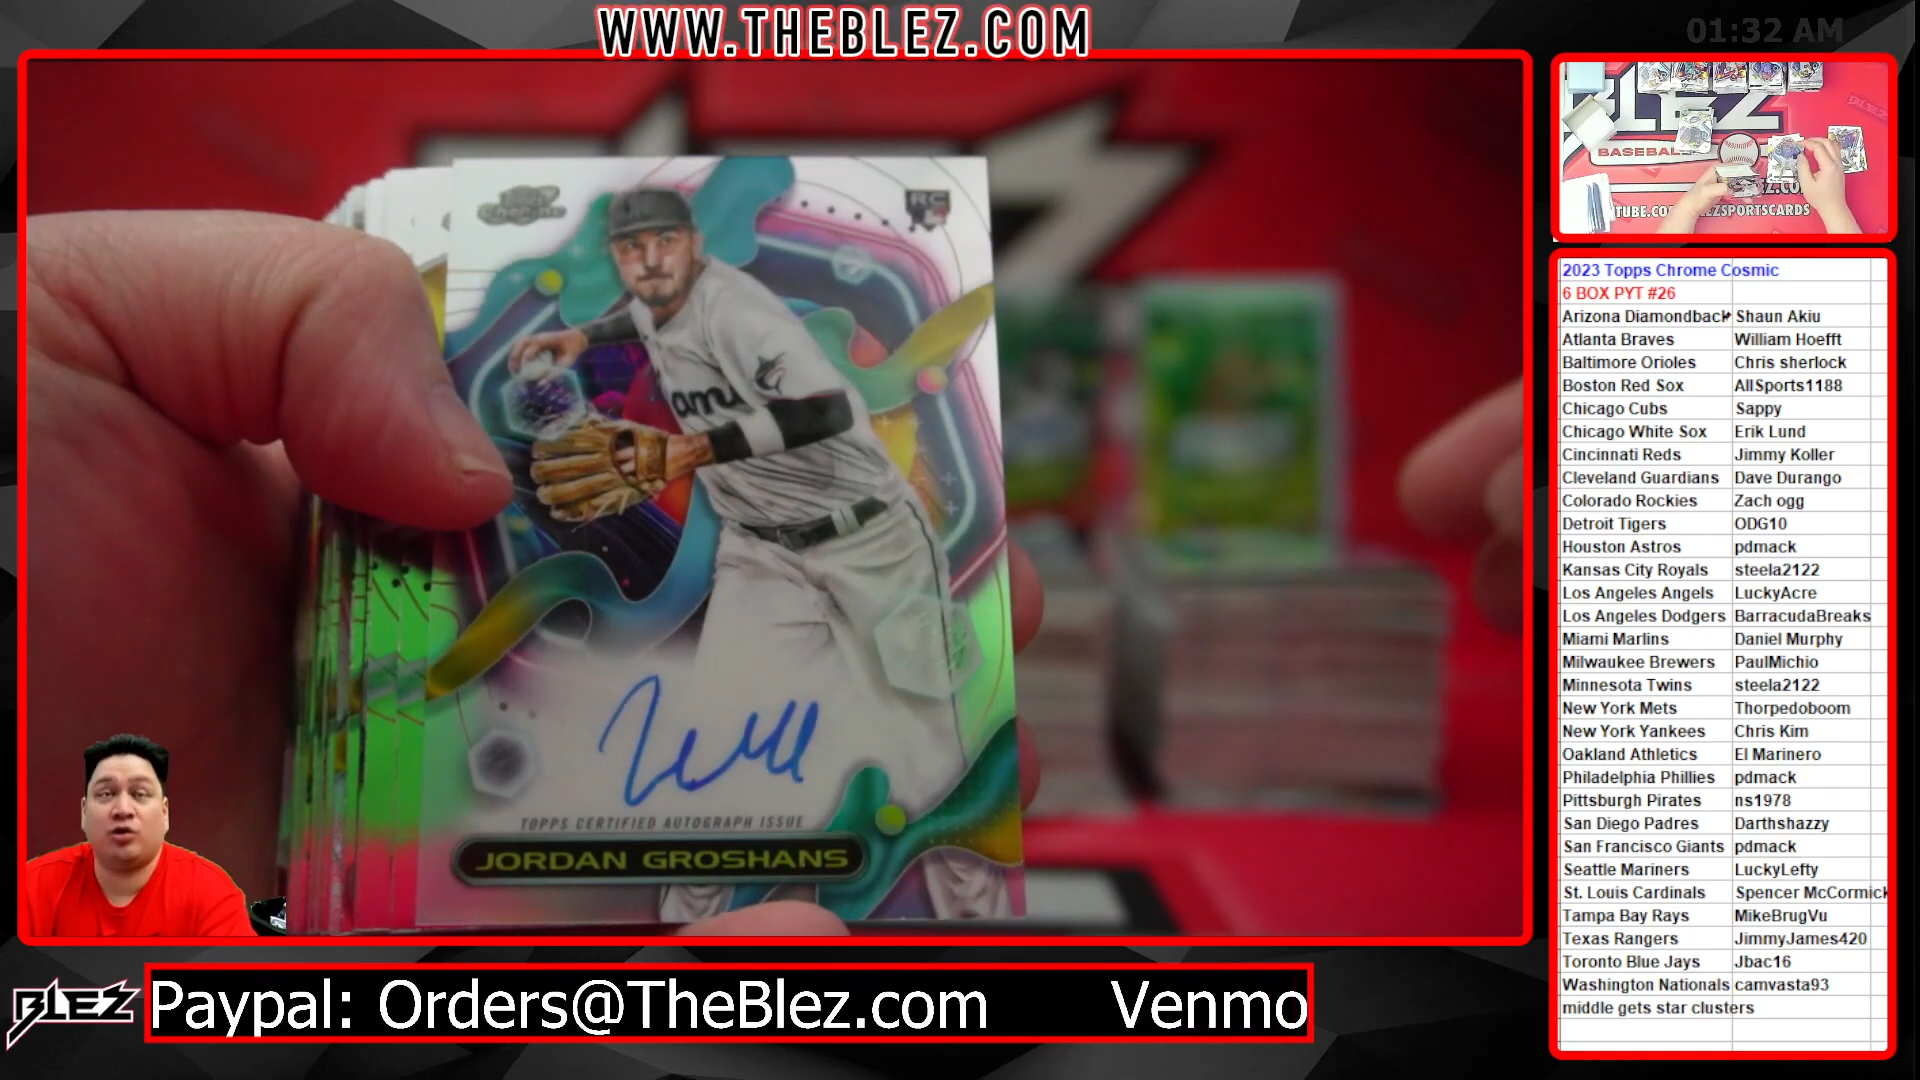 WWW.THEBLEZ.COM
01:32 AM
RC
ami
TOPPS CERTIFIED AUTOGRAPH ISSUE
JORDAN GROSHANS
BLEZ
BASEBAL
TUBE.CO
EZSPORTSCARDS
2023 Topps Chrome Cosmic
6 BOX PYT #26
Arizona Diamondback Shaun Akiu
Atlanta Braves William Hoefft
Baltimore Orioles Chris sherlock
Boston Red Sox AllSports1188
Chicago Cubs Sappy
Chicago White Sox Erik Lund
Cincinnati Reds Jimmy Koller
Cleveland Guardians Dave Durango
Colorado Rockies Zach ogg
Detroit Tigers ODG10
Houston Astros pdmack
Kansas City Royals steela2122
Los Angeles Angels LuckyAcre
Los Angeles Dodgers BarracudaBreaks
Miami Marlins Daniel Murphy
Milwaukee Brewers PaulMichio
Minnesota Twins steela2122
New York Mets Thorpedoboom
New York Yankees Chris Kim
Oakland Athletics El Marinero
Philadelphia Phillies pdmack
Pittsburgh Pirates ns1978
San Diego Padres Darthshazzy
San Francisco Giants pdmack
Seattle Mariners LuckyLefty
St. Louis Cardinals Spencer McCormick
Tampa Bay Rays MikeBrugVu
Texas Rangers JimmyJames420
Toronto Blue Jays Jbac16
Washington Nationals camvasta93
middle gets star clusters
BLEZ
Paypal: Orders@TheBlez.com Venmo